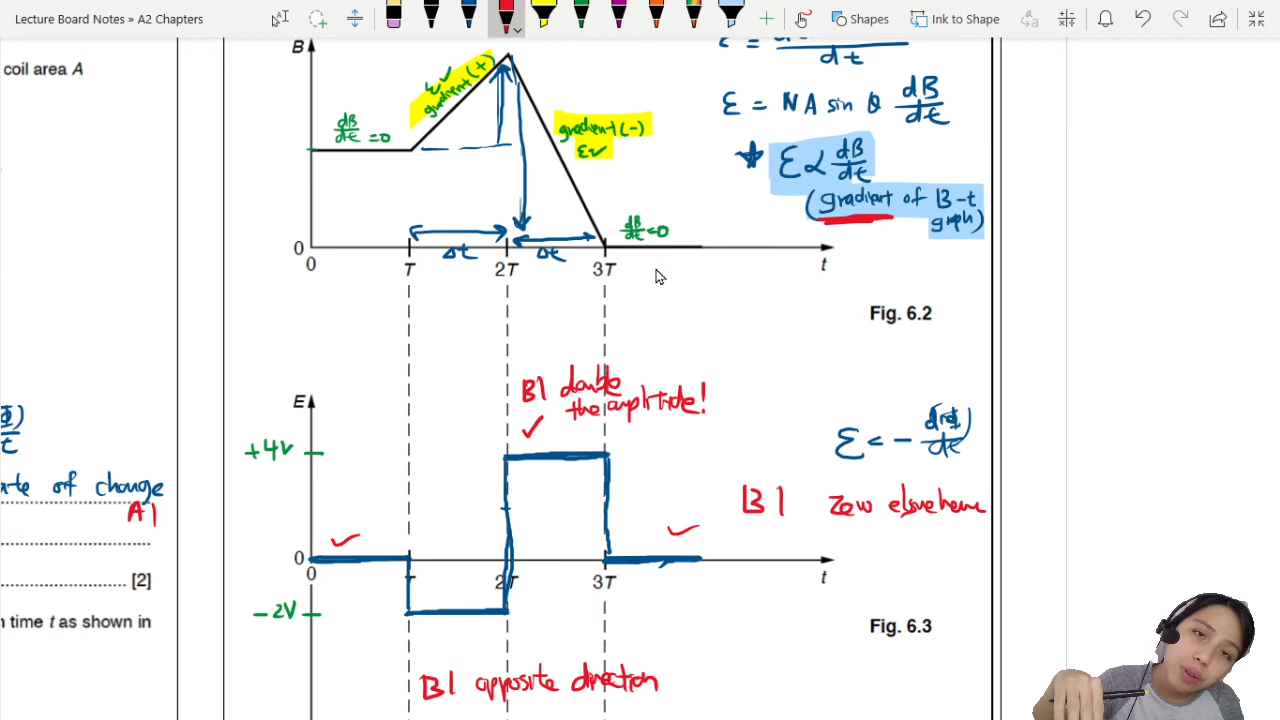 Lecture Board Notes » A2 Chapters
Shapes
Ink to Shape
coil area A
B
ε ✓
gradient (+)
dB/dt = 0
gradient (-)
ε ✓
dB/dt = 0
0
Δt
Δt
0 T 2T 3T t
Fig. 6.2
dt
ε = NA sin θ dB/dt
ε ∝ dB/dt
(gradient of B-t
graph)
E
B1 double
the amplitude!
+4V
0
0 T 2T 3T t
-2V
B1 zero elsewhere
Fig. 6.3
B1 opposite direction
rate of change
A1
[2]
n time t as shown in